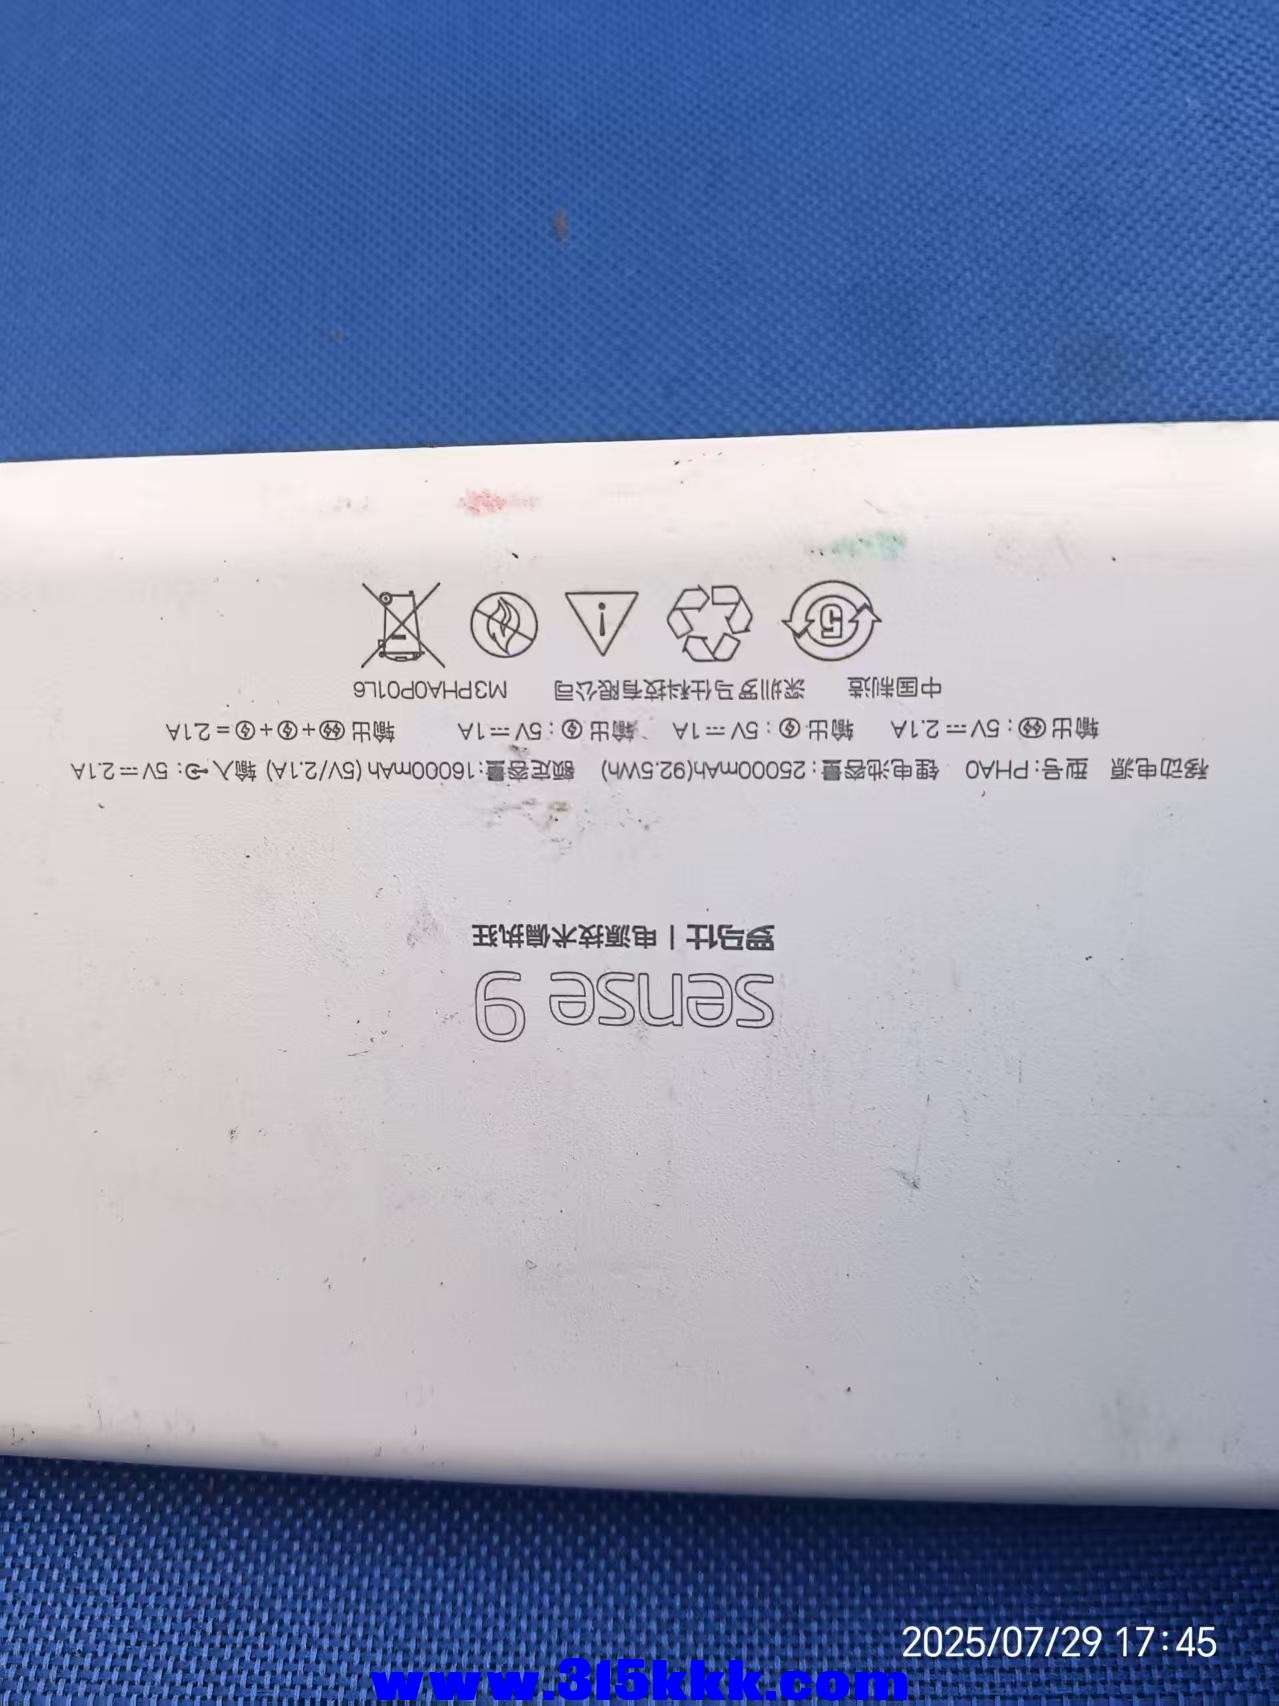 sense 9
罗马仕 | 电源技术偏执狂
移动电源 型号:PHA0 锂电池容量:25000mAh(92.5Wh) 额定容量:16000mAh (5V/2.1A) 输入:5V⎓2.1A
输出:5V⎓2.1A 输出:5V⎓1A 输出:5V⎓1A 输出++=2.1A
中国制造 深圳罗马仕科技有限公司 M3PHA0P01L6
5
2025/07/29 17:45
www.315kkk.com